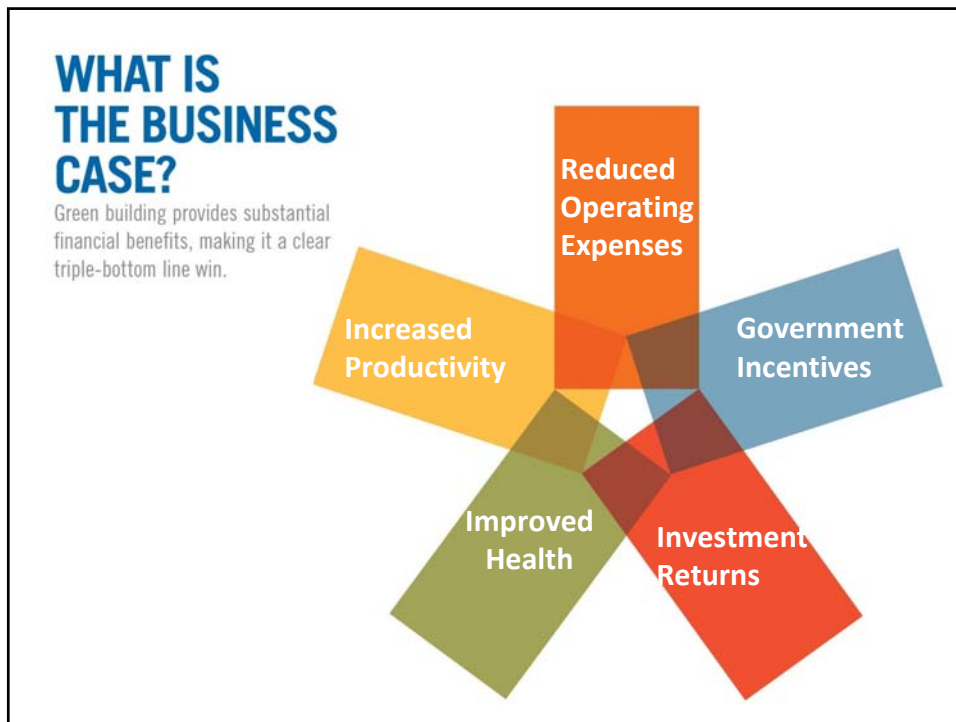 WHAT IS
THE BUSINESS
CASE?
Green building provides substantial
financial benefits, making it a clear
triple-bottom line win.
Reduced
Operating
Expenses
Increased
Productivity
Government
Incentives
Improved
Health
Investment
Returns